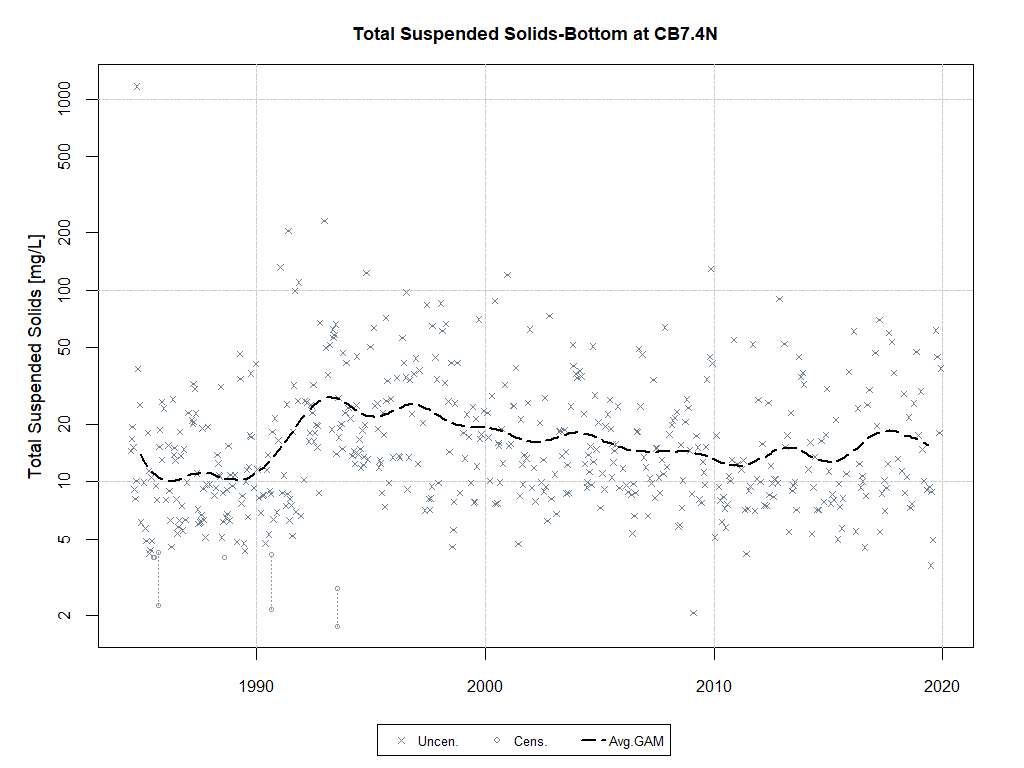 Total Suspended Solids-Bottom at CB7.4N
Total Suspended Solids [mg/L]
1000
500
200
100
50
20
10
5
2
1990
2000
2010
2020
Uncen.
Cens.
Avg.GAM